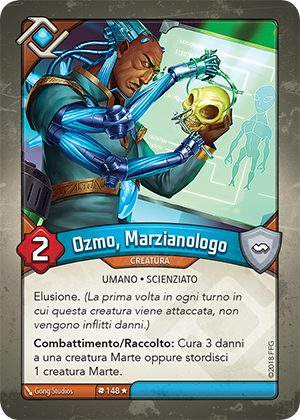 Ozmo, Marzianologo
2
CREATURA
UMANO • SCIENZIATO
Elusione. (La prima volta in ogni turno in
cui questa creatura viene attaccata, non
vengono inflitti danni.)
Combattimento/Raccolto: Cura 3 danni
a una creatura Marte oppure stordisci
1 creatura Marte.
Gong Studios
148
©2018 FFG